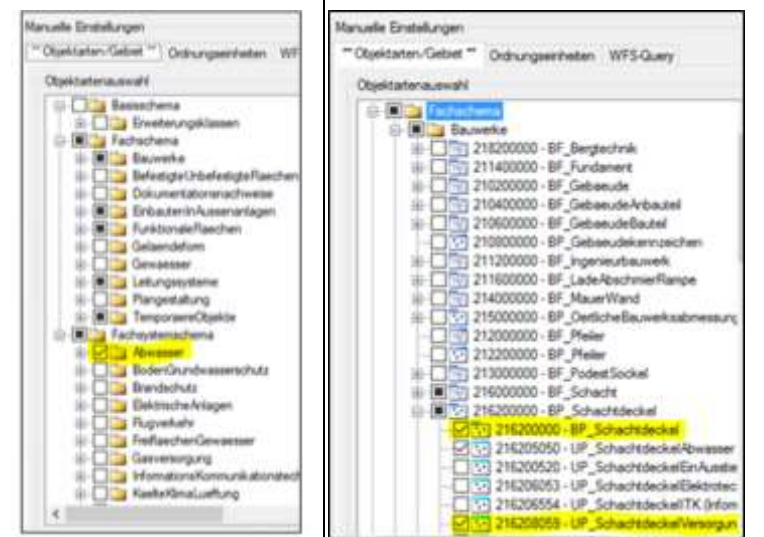 Manuelle Einstellungen
** Objektarten/Gebiet ** Ordnungseinheiten WF
Objektartenauswahl
Basisschema
Erweiterungsklassen
Fachschema
Bauwerke
BefestigteUnbefestigteFlaechen
Dokumentationsnachweise
EinbautenInAussenanlagen
FunktionaleFlaechen
Gelaendeform
Gewaesser
Leitungssysteme
Plangestaltung
TemporaereObjekte
Fachsystemschema
Abwasser
BodenGrundwasserschutz
Brandschutz
ElektrischeAnlagen
Flugverkehr
FreiflaechenGewaesser
Gasversorgung
InformationsKommunikationstech
KaelteKlimaLueftung
Manuelle Einstellungen
** Objektarten/Gebiet ** Ordnungseinheiten WFS-Query
Objektartenauswahl
Fachschema
Bauwerke
218200000 - BF_Bergtechnik
211400000 - BF_Fundament
210200000 - BF_Gebaeude
210400000 - BF_GebaeudeAnbauteil
210600000 - BF_GebaeudeBauteil
210800000 - BP_Gebaeudekennzeichen
211200000 - BF_Ingenieurbauwerk
211600000 - BF_LadeAbschmierRampe
214000000 - BF_MauerWand
215000000 - BP_OertlicheBauwerksabmessung
212000000 - BF_Pfeiler
212200000 - BP_Pfeiler
213000000 - BF_PodestSockel
216000000 - BF_Schacht
216200000 - BP_Schachtdeckel
216200000 - BP_Schachtdeckel
216205050 - UP_SchachtdeckelAbwasser
216200520 - UP_SchachtdeckelEinAusstie
216206053 - UP_SchachtdeckelElektrotec
216206554 - UP_SchachtdeckelITK (Infor
216208059 - UP_SchachtdeckelVersorgun